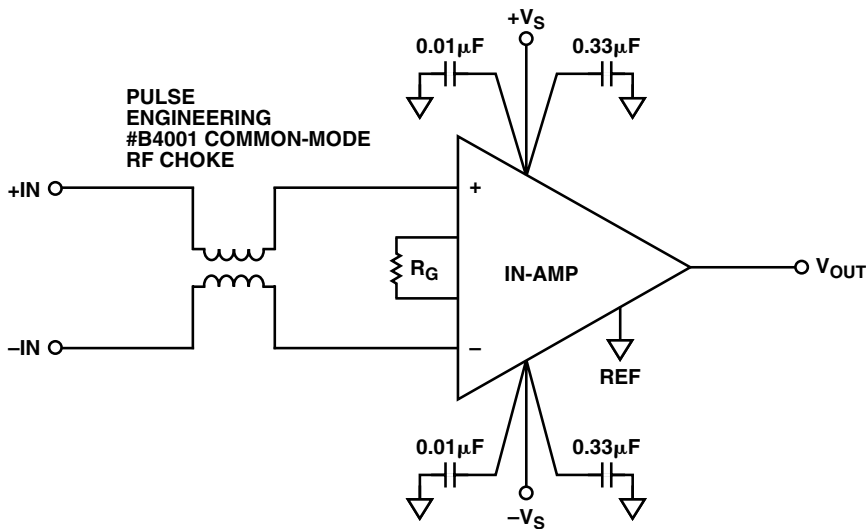 +VS
0.01µF
0.33µF
PULSE
ENGINEERING
#B4001 COMMON-MODE
RF CHOKE
+IN
+
RG
IN-AMP
VOUT
–IN
–
REF
0.01µF
0.33µF
–VS